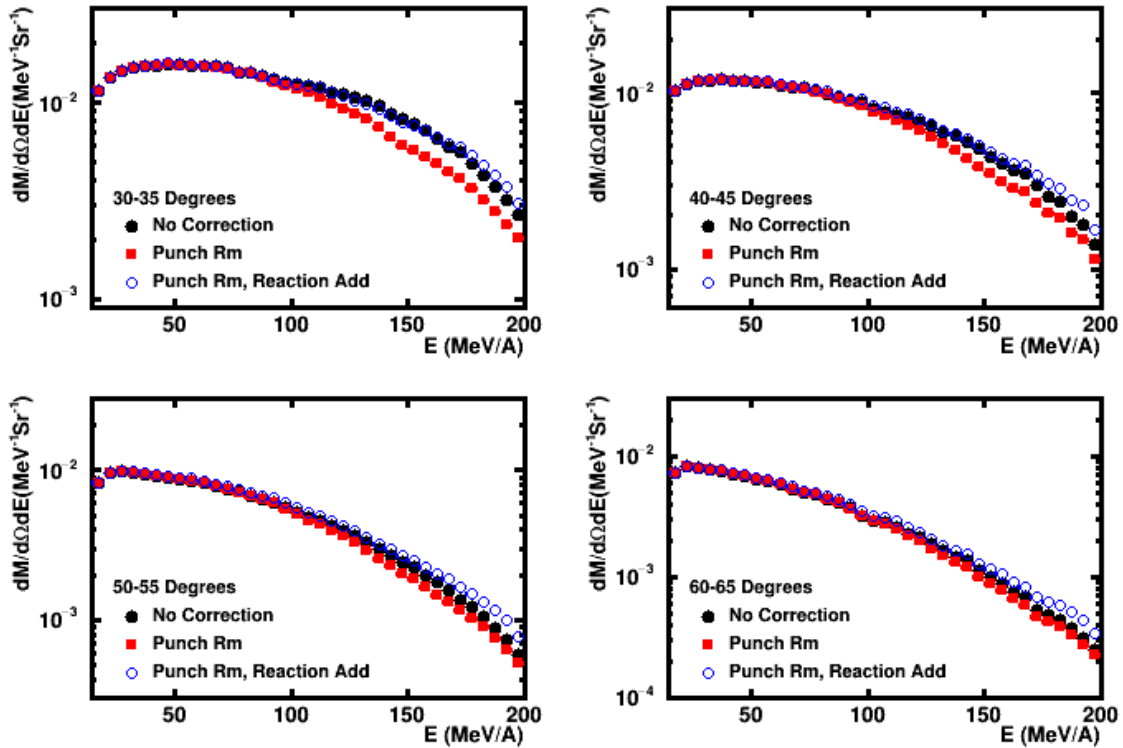 dM/dΩdE(MeV⁻¹Sr⁻¹)
10⁻²
10⁻³
30-35 Degrees
No Correction
Punch Rm
Punch Rm, Reaction Add
50 100 150 200
E (MeV/A)
dM/dΩdE(MeV⁻¹Sr⁻¹)
10⁻²
10⁻³
40-45 Degrees
No Correction
Punch Rm
Punch Rm, Reaction Add
50 100 150 200
E (MeV/A)
dM/dΩdE(MeV⁻¹Sr⁻¹)
10⁻²
10⁻³
50-55 Degrees
No Correction
Punch Rm
Punch Rm, Reaction Add
50 100 150 200
E (MeV/A)
dM/dΩdE(MeV⁻¹Sr⁻¹)
10⁻²
10⁻³
10⁻⁴
60-65 Degrees
No Correction
Punch Rm
Punch Rm, Reaction Add
50 100 150 200
E (MeV/A)